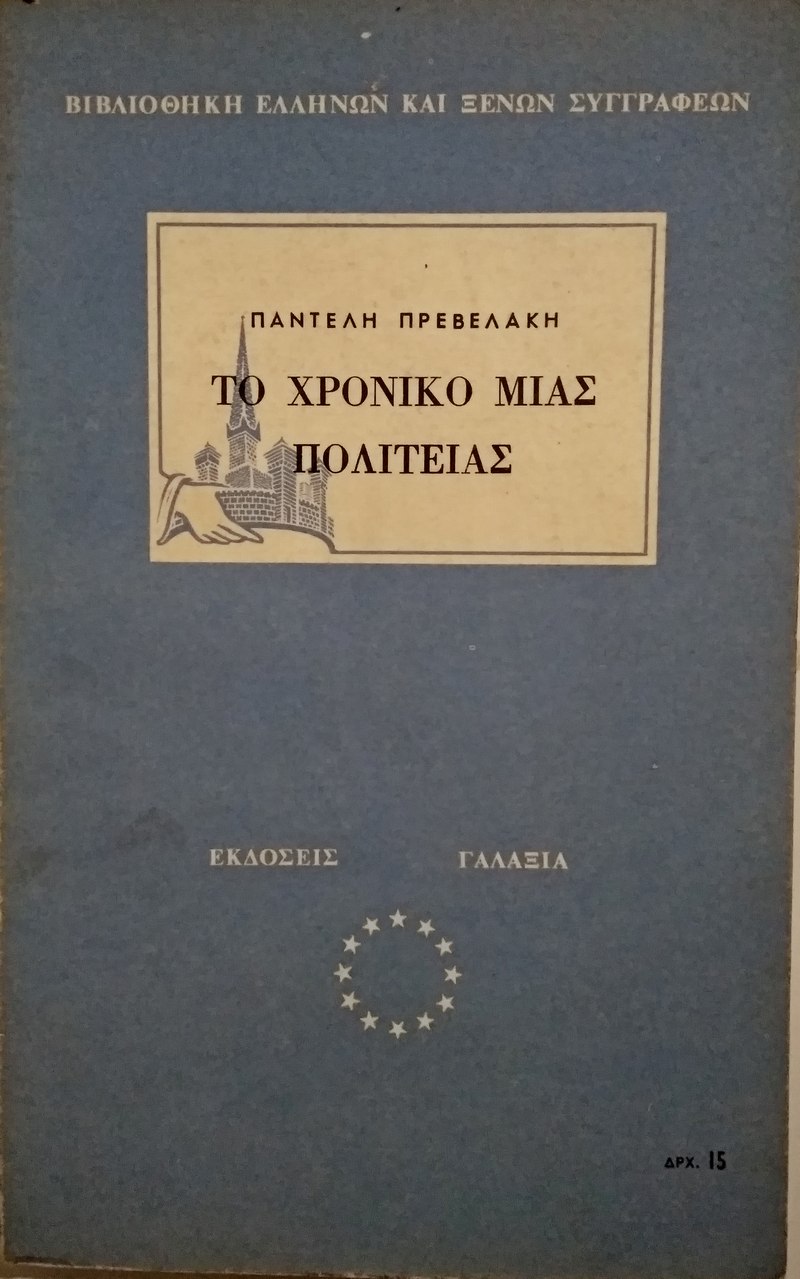 ΒΙΒΛΙΟΘΗΚΗ ΕΛΛΗΝΩΝ ΚΑΙ ΞΕΝΩΝ ΣΥΓΓΡΑΦΕΩΝ
ΠΑΝΤΕΛΗ ΠΡΕΒΕΛΑΚΗ
ΤΟ ΧΡΟΝΙΚΟ ΜΙΑΣ
ΠΟΛΙΤΕΙΑΣ
ΕΚΔΟΣΕΙΣ ΓΑΛΑΞΙΑ
ΔΡΧ. 15